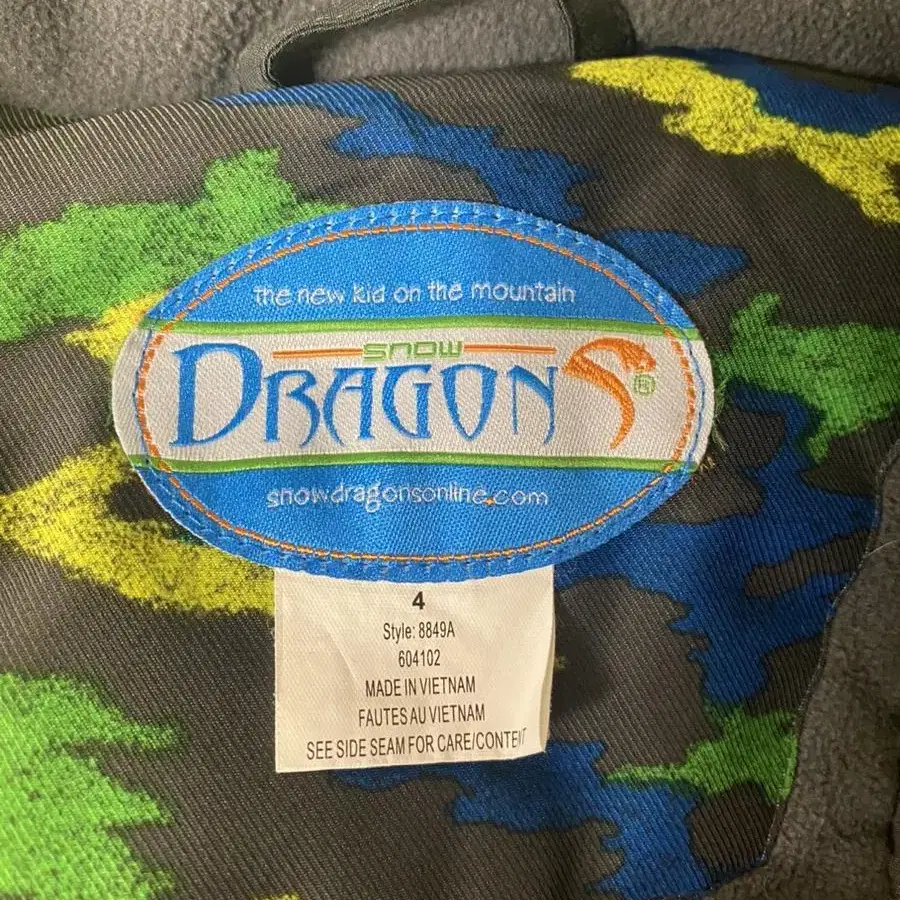 the new kid on the mountain
snow
DRAGONS®
snowdragonsonline.com
4
Style: 8849A
604102
MADE IN VIETNAM
FAUTES AU VIETNAM
SEE SIDE SEAM FOR CARE/CONTENT